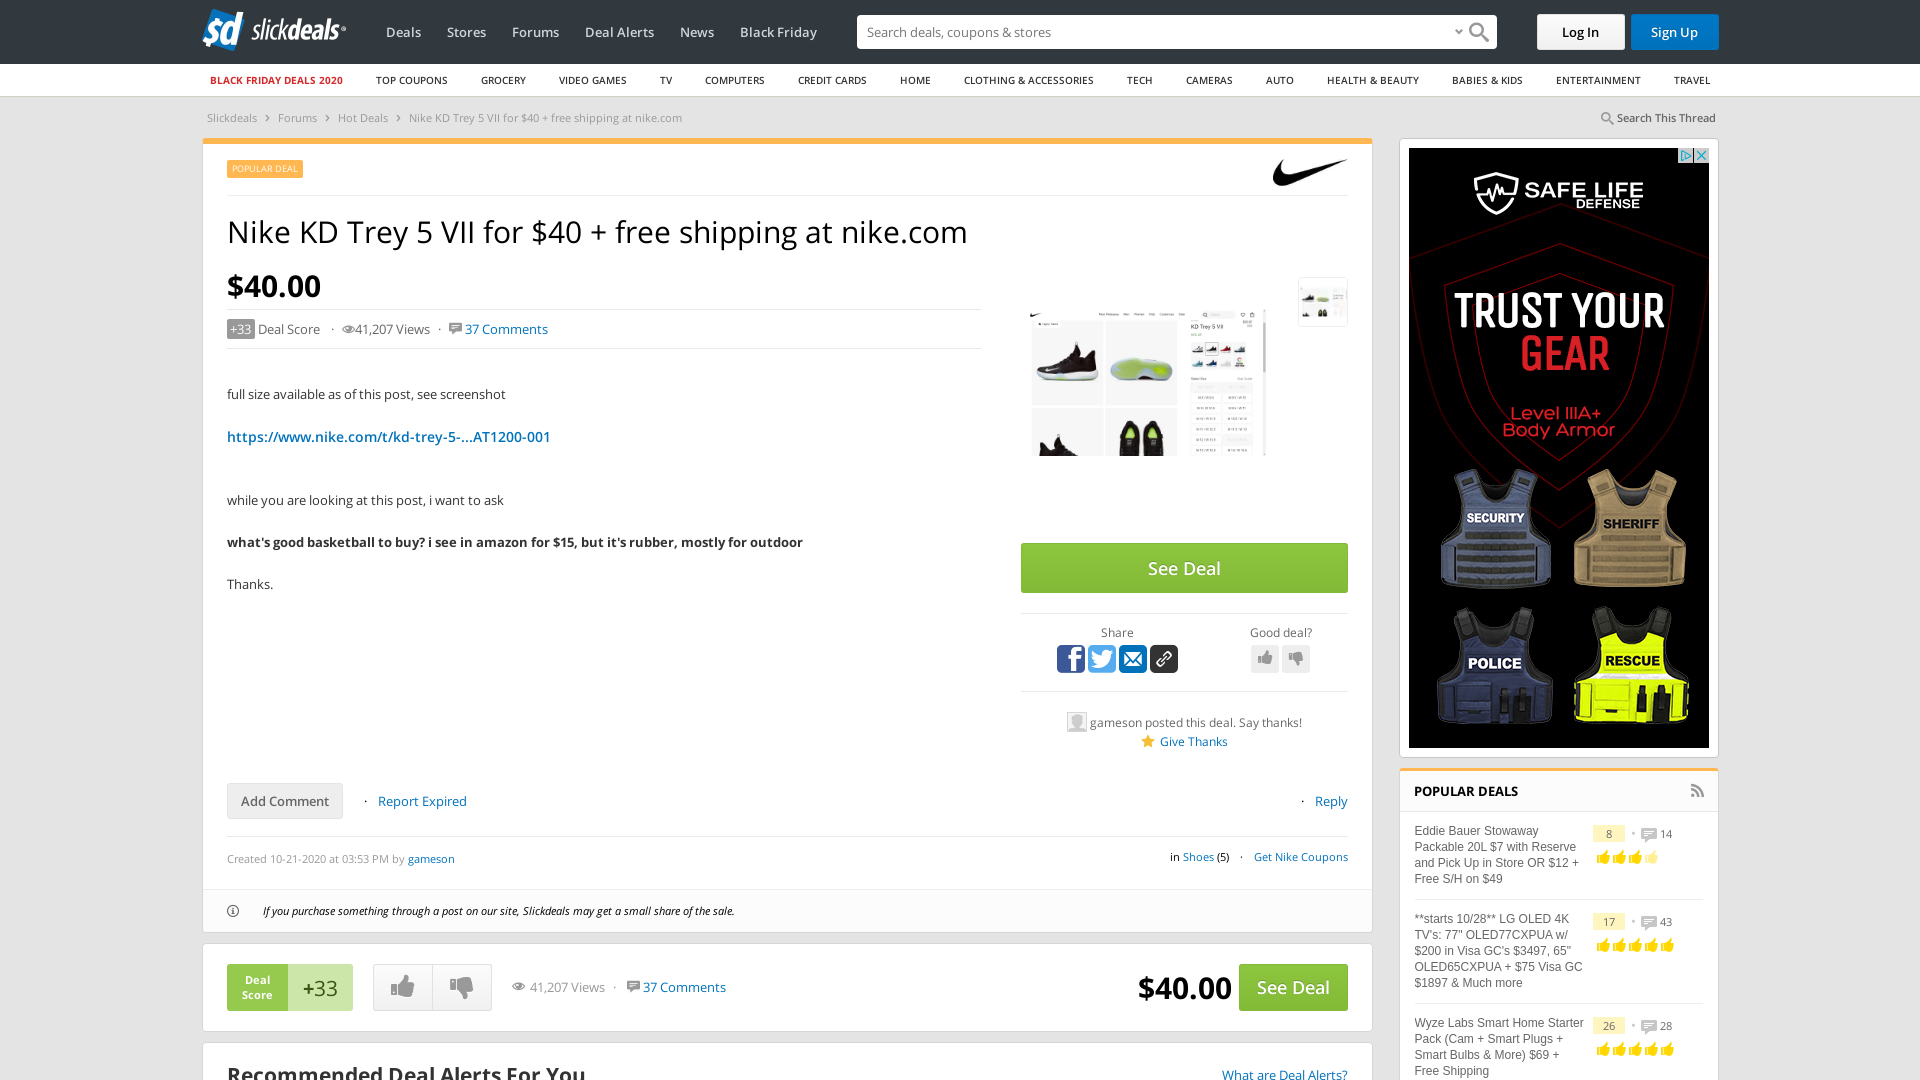 sd slickdeals
Deals Stores Forums Deal Alerts News Black Friday
Search deals, coupons & stores
Log In Sign Up
BLACK FRIDAY DEALS 2020 TOP COUPONS GROCERY VIDEO GAMES TV COMPUTERS CREDIT CARDS HOME CLOTHING & ACCESSORIES TECH CAMERAS AUTO HEALTH & BEAUTY BABIES & KIDS ENTERTAINMENT TRAVEL
Slickdeals › Forums › Hot Deals › Nike KD Trey 5 VII for $40 + free shipping at nike.com
Search This Thread
POPULAR DEAL
Nike KD Trey 5 VII for $40 + free shipping at nike.com
$40.00
+33 Deal Score · 41,207 Views · 37 Comments
full size available as of this post, see screenshot
https://www.nike.com/t/kd-trey-5-...AT1200-001
while you are looking at this post, i want to ask
what's good basketball to buy? i see in amazon for $15, but it's rubber, mostly for outdoor
Thanks.
KD Trey 5 VII
See Deal
Share
Good deal?
gameson posted this deal. Say thanks!
Give Thanks
Add Comment · Report Expired
· Reply
Created 10-21-2020 at 03:53 PM by gameson
in Shoes (5) · Get Nike Coupons
If you purchase something through a post on our site, Slickdeals may get a small share of the sale.
Deal
Score
+33
41,207 Views · 37 Comments
$40.00 See Deal
Recommended Deal Alerts For You
What are Deal Alerts?
SAFE LIFE
DEFENSE
TRUST YOUR
GEAR
Level IIIA+
Body Armor
SECURITY
SHERIFF
POLICE
RESCUE
POPULAR DEALS
Eddie Bauer Stowaway
Packable 20L $7 with Reserve
and Pick Up in Store OR $12 +
Free S/H on $49
8 • 14
**starts 10/28** LG OLED 4K
TV's: 77" OLED77CXPUA w/
$200 in Visa GC's $3497, 65"
OLED65CXPUA + $75 Visa GC
$1897 & Much more
17 • 43
Wyze Labs Smart Home Starter
Pack (Cam + Smart Plugs +
Smart Bulbs & More) $69 +
Free Shipping
26 • 28